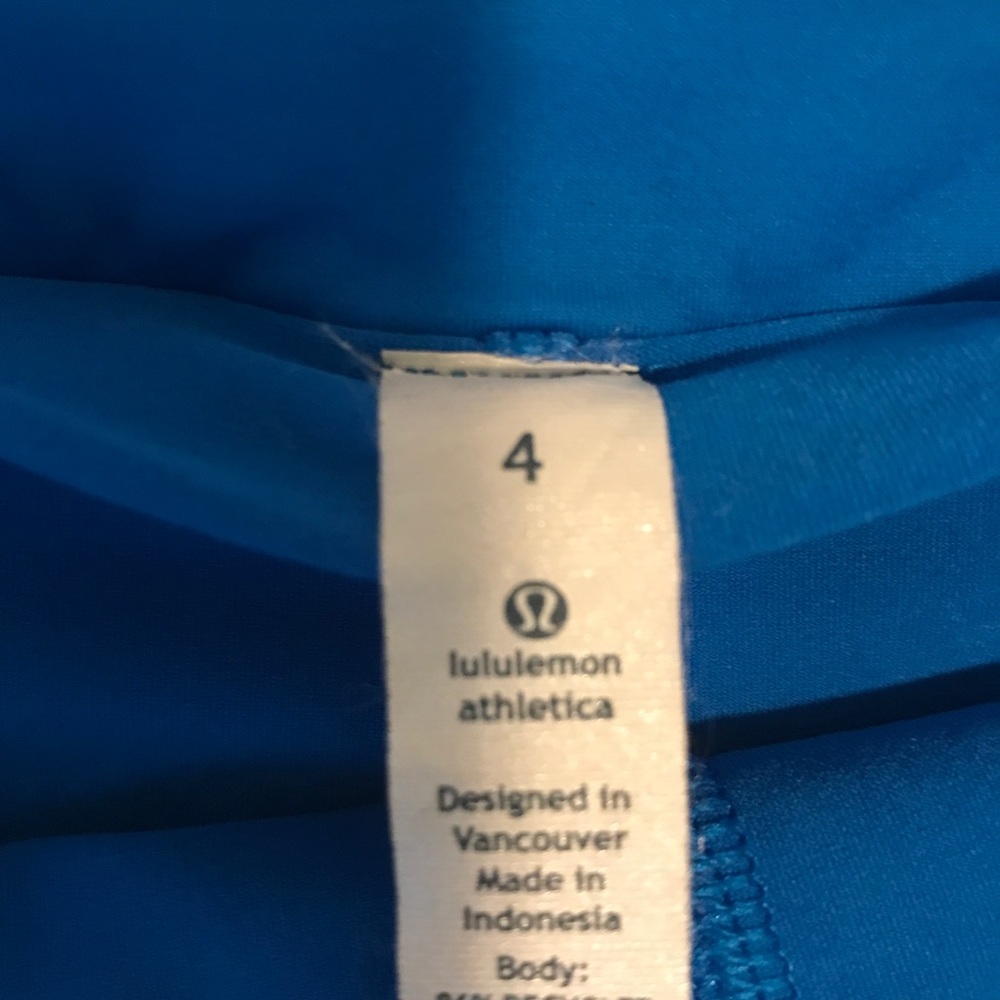 4
lululemon
athletica
Designed in
Vancouver
Made in
Indonesia
Body: